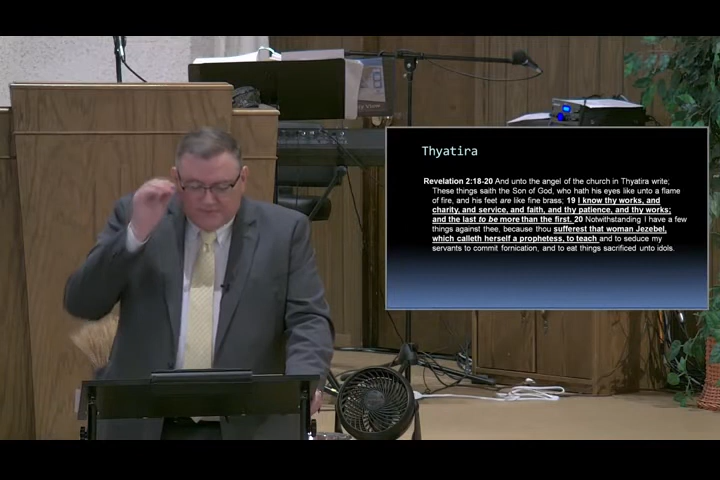 Thyatira
Revelation 2:18-20 And unto the angel of the church in Thyatira write;
These things saith the Son of God, who hath his eyes like unto a flame
of fire, and his feet are like fine brass; 19 I know thy works, and
charity, and service, and faith, and thy patience, and thy works;
and the last to be more than the first. 20 Notwithstanding I have a few
things against thee, because thou sufferest that woman Jezebel,
which calleth herself a prophetess, to teach and to seduce my
servants to commit fornication, and to eat things sacrificed unto idols.